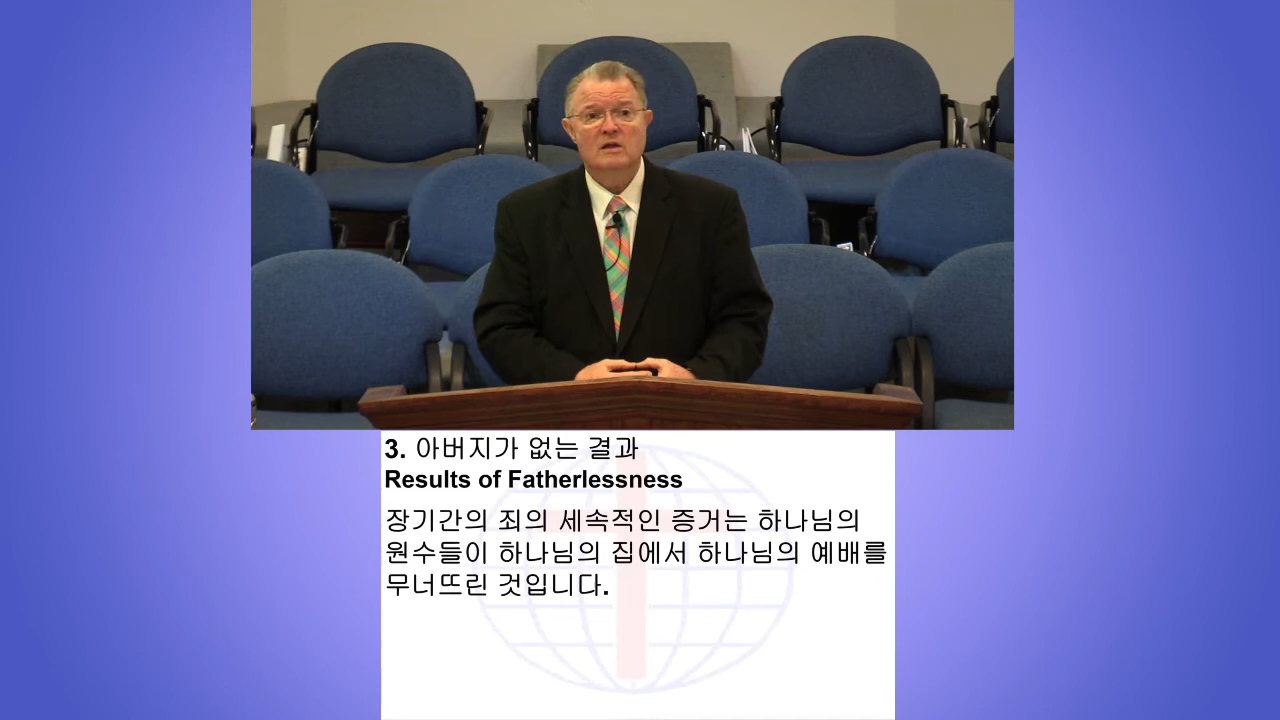 3. 아버지가 없는 결과
Results of Fatherlessness
장기간의 죄의 세속적인 증거는 하나님의
원수들이 하나님의 집에서 하나님의 예배를
무너뜨린 것입니다.